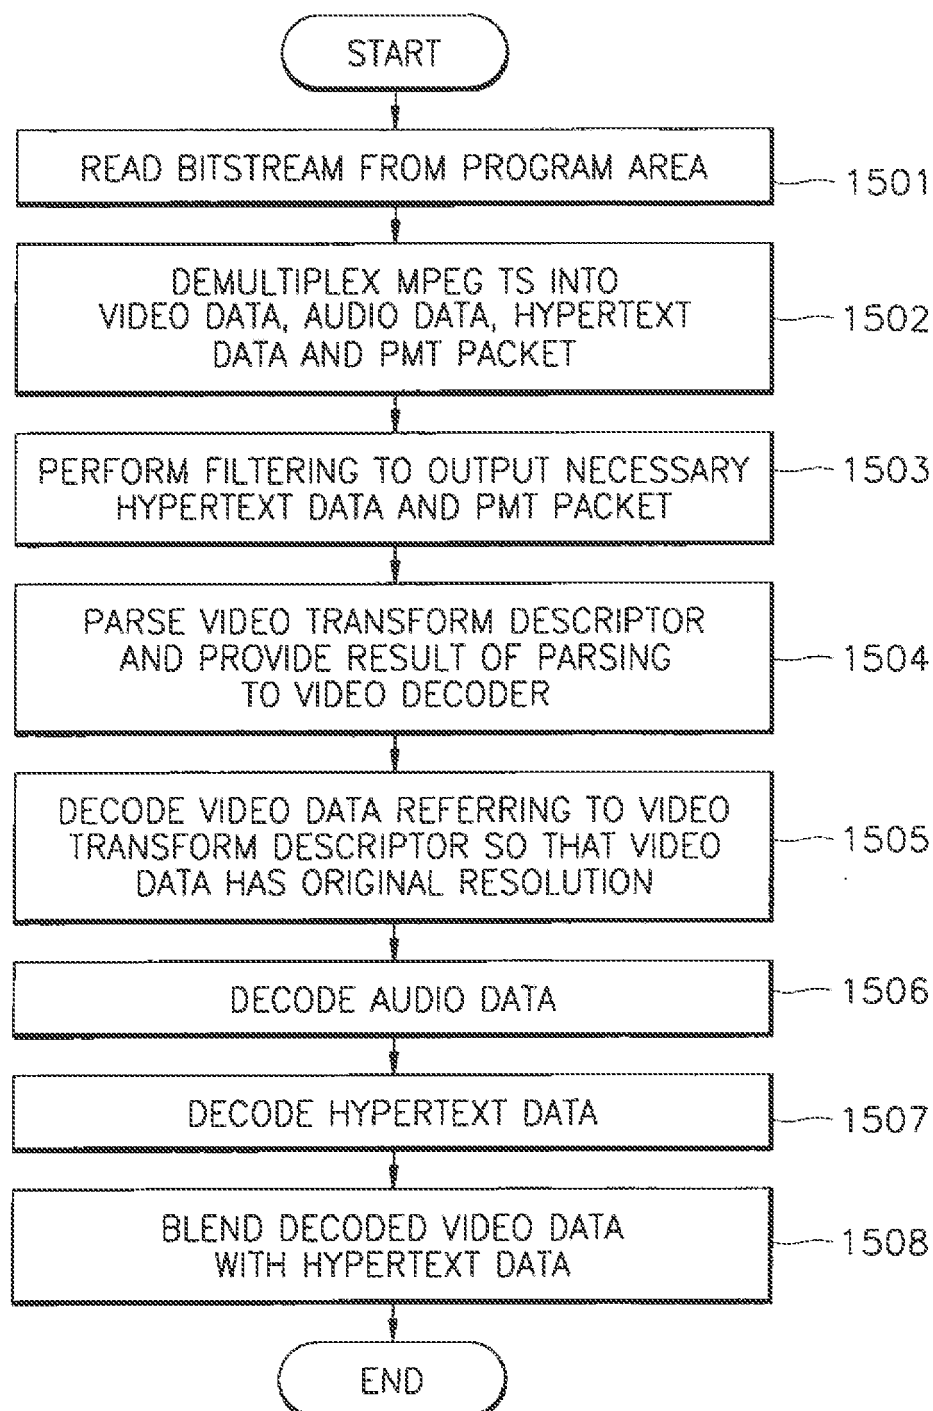 START
READ BITSTREAM FROM PROGRAM AREA
1501
DEMULTIPLEX MPEG TS INTO
VIDEO DATA, AUDIO DATA, HYPERTEXT
DATA AND PMT PACKET
1502
PERFORM FILTERING TO OUTPUT NECESSARY
HYPERTEXT DATA AND PMT PACKET
1503
PARSE VIDEO TRANSFORM DESCRIPTOR
AND PROVIDE RESULT OF PARSING
TO VIDEO DECODER
1504
DECODE VIDEO DATA REFERRING TO VIDEO
TRANSFORM DESCRIPTOR SO THAT VIDEO
DATA HAS ORIGINAL RESOLUTION
1505
DECODE AUDIO DATA
1506
DECODE HYPERTEXT DATA
1507
BLEND DECODED VIDEO DATA
WITH HYPERTEXT DATA
1508
END